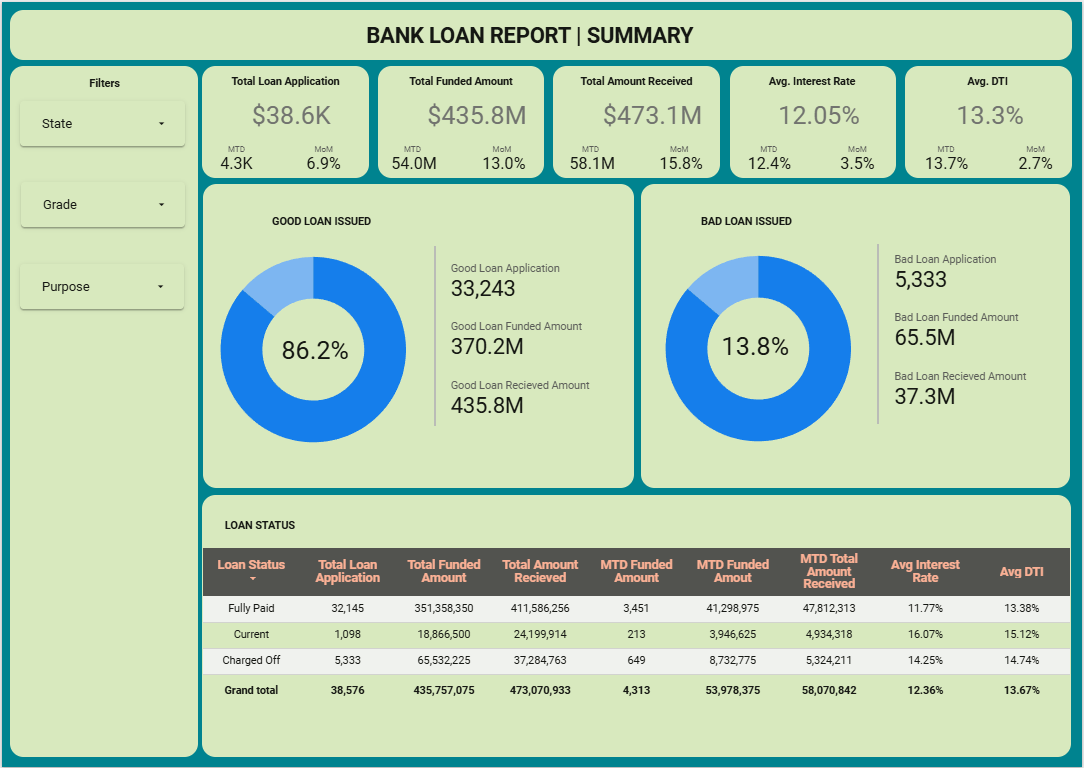 BANK LOAN REPORT | SUMMARY
Filters
State
Grade
Purpose
Total Loan Application
$38.6K
MTD MoM
4.3K 6.9%
Total Funded Amount
$435.8M
MTD MoM
54.0M 13.0%
Total Amount Received
$473.1M
MTD MoM
58.1M 15.8%
Avg. Interest Rate
12.05%
MTD MoM
12.4% 3.5%
Avg. DTI
13.3%
MTD MoM
13.7% 2.7%
GOOD LOAN ISSUED
86.2%
Good Loan Application
33,243
Good Loan Funded Amount
370.2M
Good Loan Recieved Amount
435.8M
BAD LOAN ISSUED
13.8%
Bad Loan Application
5,333
Bad Loan Funded Amount
65.5M
Bad Loan Recieved Amount
37.3M
LOAN STATUS
Loan Status
Total Loan
Application
Total Funded
Amount
Total Amount
Recieved
MTD Funded
Amount
MTD Funded
Amout
MTD Total
Amount
Received
Avg Interest
Rate
Avg DTI
Fully Paid 32,145 351,358,350 411,586,256 3,451 41,298,975 47,812,313 11.77% 13.38%
Current 1,098 18,866,500 24,199,914 213 3,946,625 4,934,318 16.07% 15.12%
Charged Off 5,333 65,532,225 37,284,763 649 8,732,775 5,324,211 14.25% 14.74%
Grand total 38,576 435,757,075 473,070,933 4,313 53,978,375 58,070,842 12.36% 13.67%